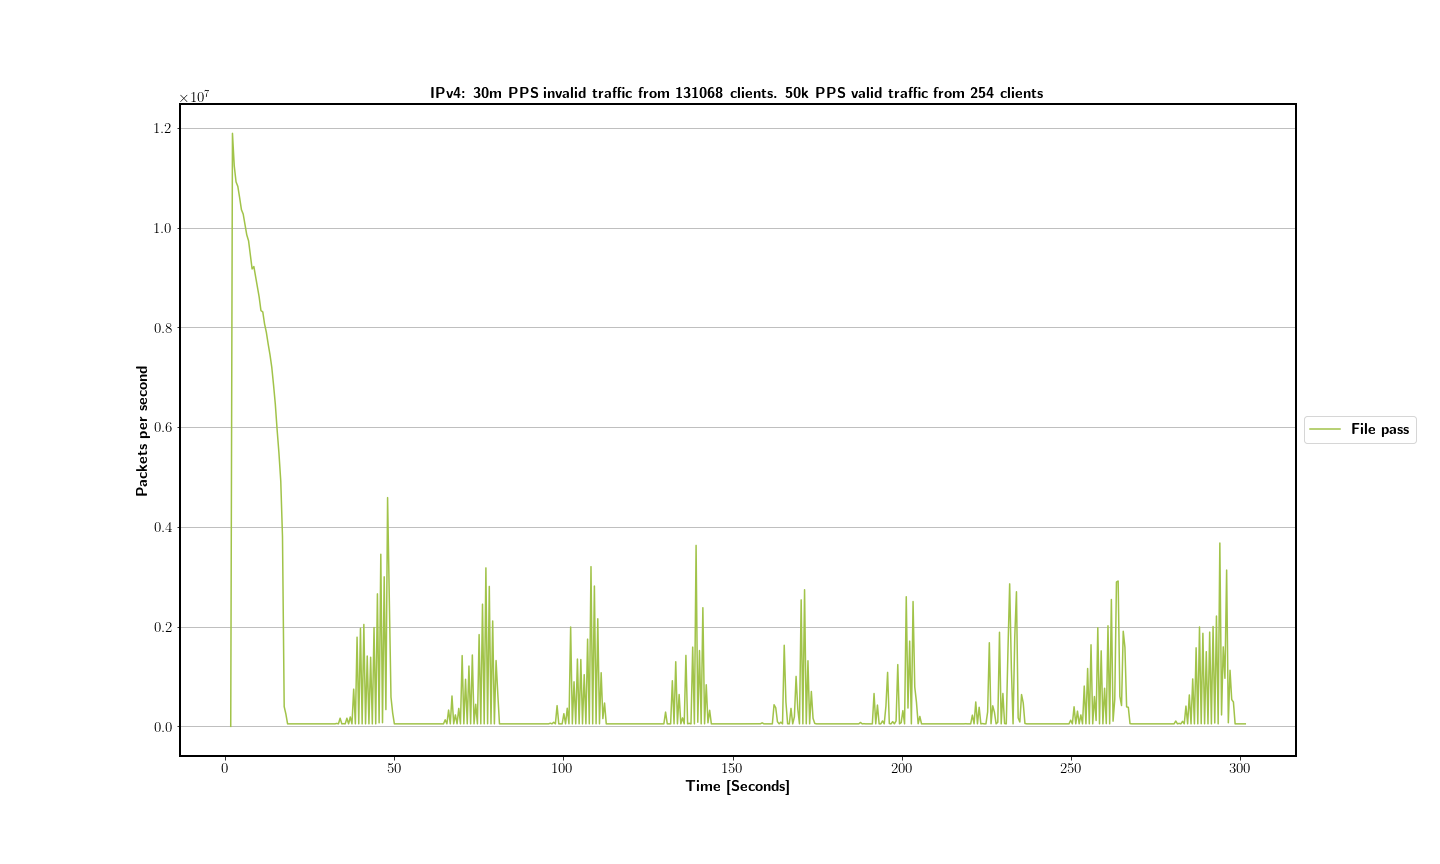 IPv4: 30m PPS invalid traffic from 131068 clients. 50k PPS valid traffic from 254 clients
×10⁷
1.2
1.0
0.8
0.6
0.4
0.2
0.0
Packets per second
0 50 100 150 200 250 300
Time [Seconds]
File pass